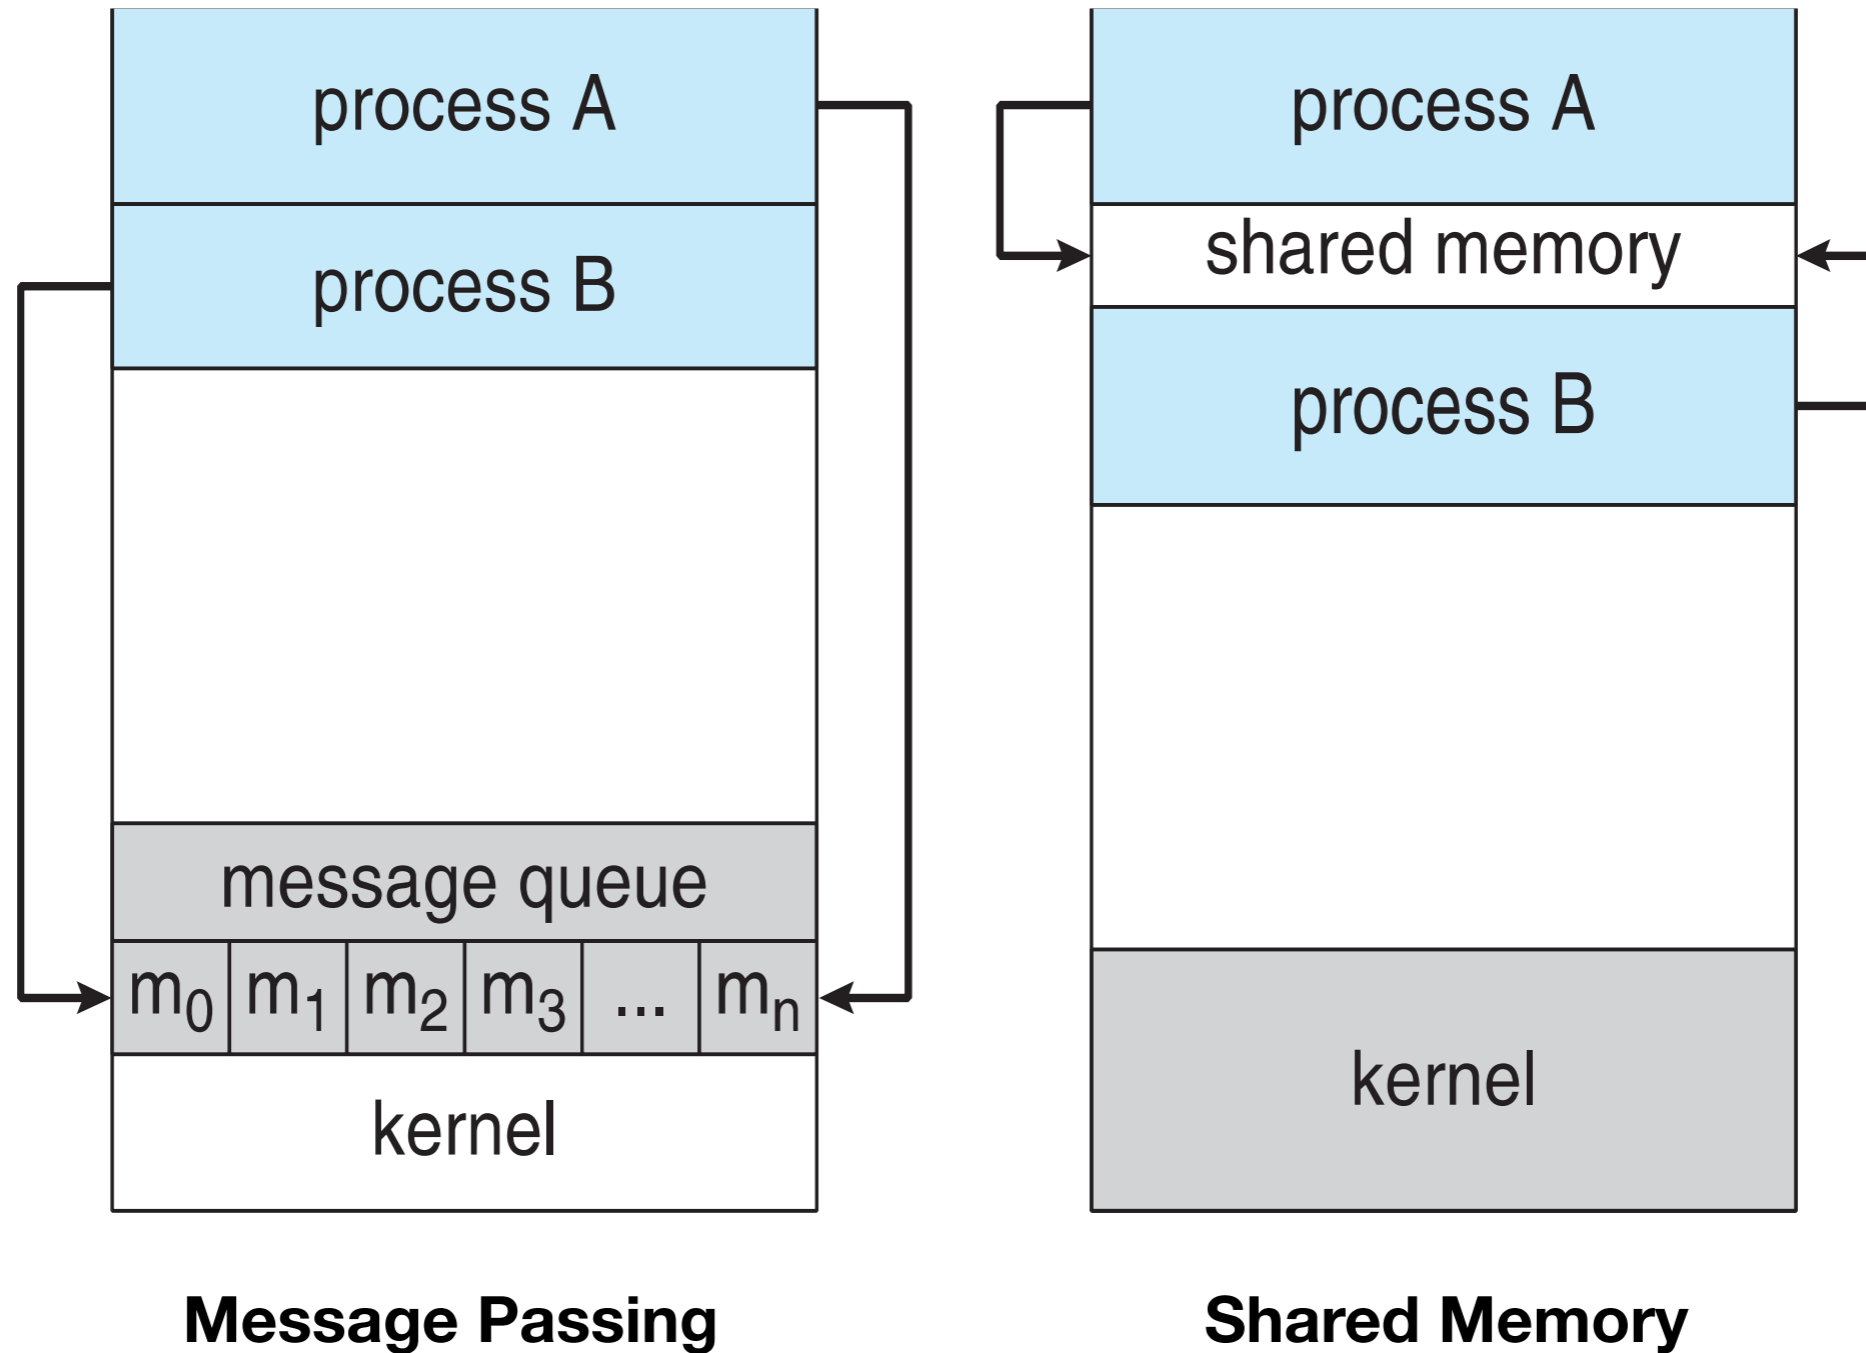 process A
process B
message queue
m0 m1 m2 m3 ... mn
kernel
Message Passing
process A
shared memory
process B
kernel
Shared Memory